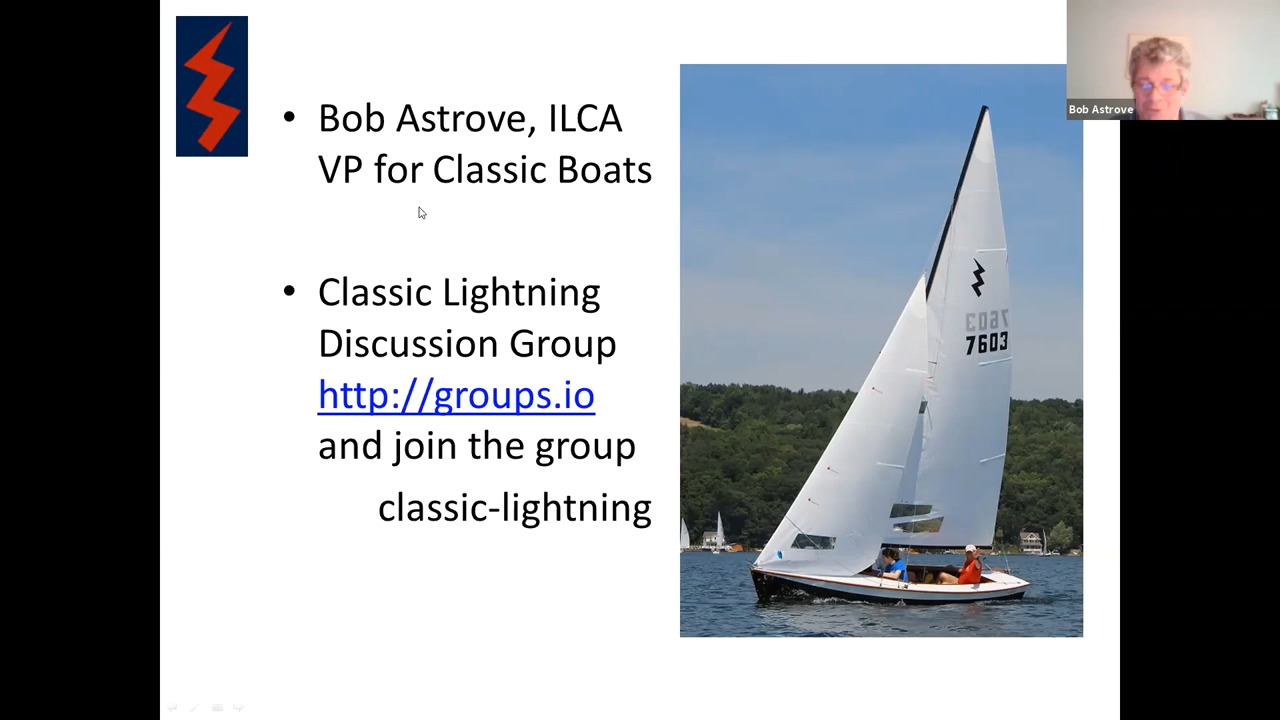 Bob Astrove, ILCA
VP for Classic Boats
Classic Lightning
Discussion Group
http://groups.io
and join the group
classic-lightning
7603
7603
Bob Astrove